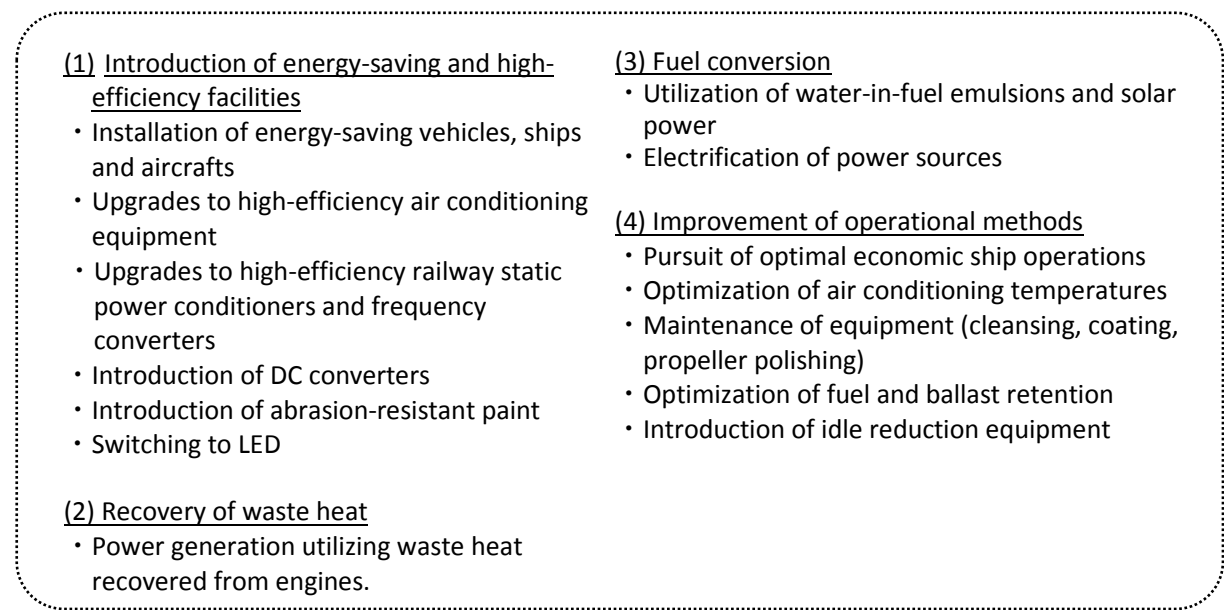 (1) Introduction of energy-saving and high-
efficiency facilities
・Installation of energy-saving vehicles, ships
and aircrafts
・Upgrades to high-efficiency air conditioning
equipment
・Upgrades to high-efficiency railway static
power conditioners and frequency
converters
・Introduction of DC converters
・Introduction of abrasion-resistant paint
・Switching to LED
(2) Recovery of waste heat
・Power generation utilizing waste heat
recovered from engines.
(3) Fuel conversion
・Utilization of water-in-fuel emulsions and solar
power
・Electrification of power sources
(4) Improvement of operational methods
・Pursuit of optimal economic ship operations
・Optimization of air conditioning temperatures
・Maintenance of equipment (cleansing, coating,
propeller polishing)
・Optimization of fuel and ballast retention
・Introduction of idle reduction equipment